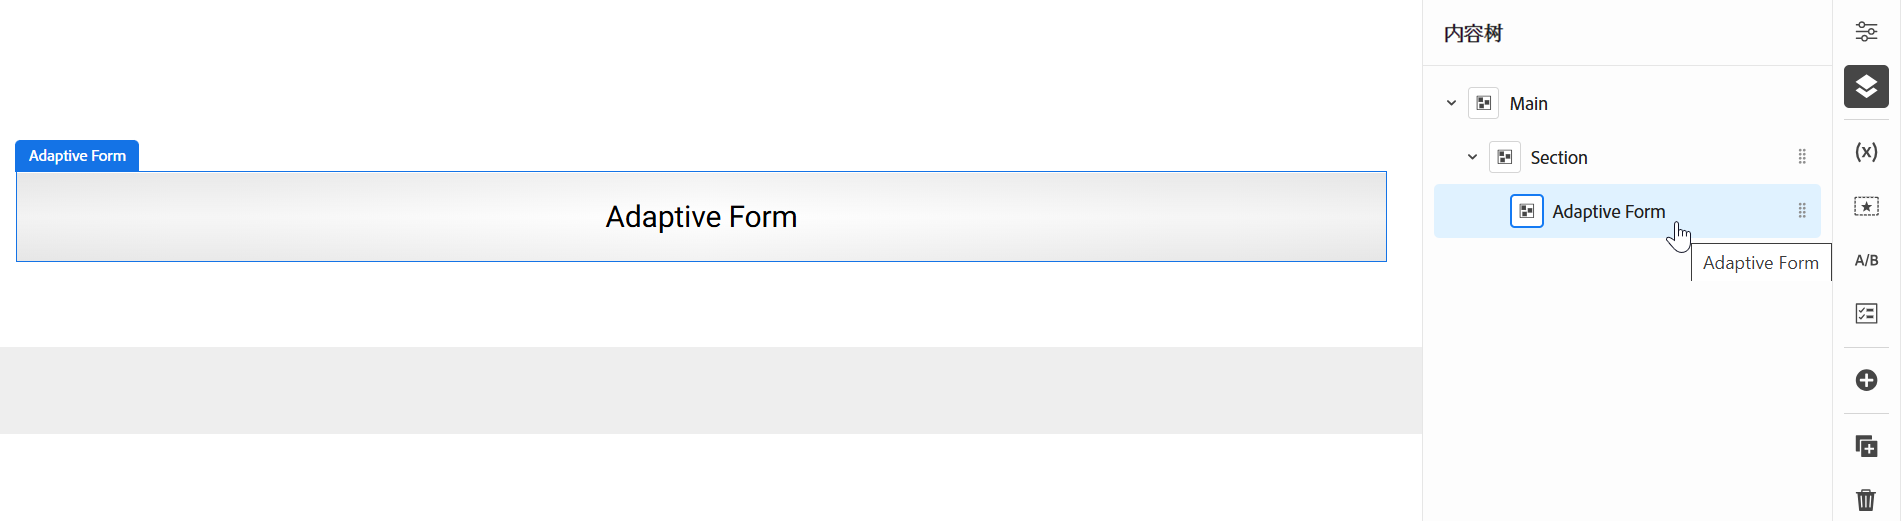 Adaptive Form
Adaptive Form
内容树
Main
Section
Adaptive Form
Adaptive Form
(x)
A/B